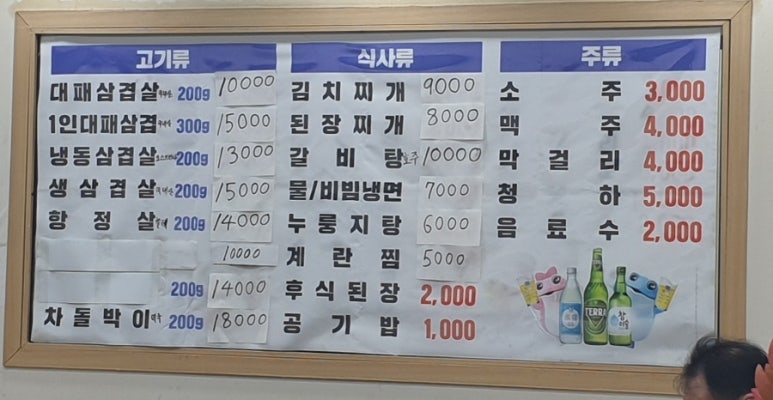 고기류
대패삼겹살 200g 10000
1인대패삼겹 300g 15000
냉동삼겹살 200g 13000
생삼겹살 200g 15000
항정살 200g 14000
10000
200g 14000
차돌박이 200g 18000
식사류
김치찌개 9000
된장찌개 8000
갈비탕 호주 10000
물/비빔냉면 7000
누룽지탕 6000
계란찜 5000
후식된장 2,000
공기밥 1,000
주류
소주 3,000
맥주 4,000
막걸리 4,000
청하 5,000
음료수 2,000
TERRA
참이슬